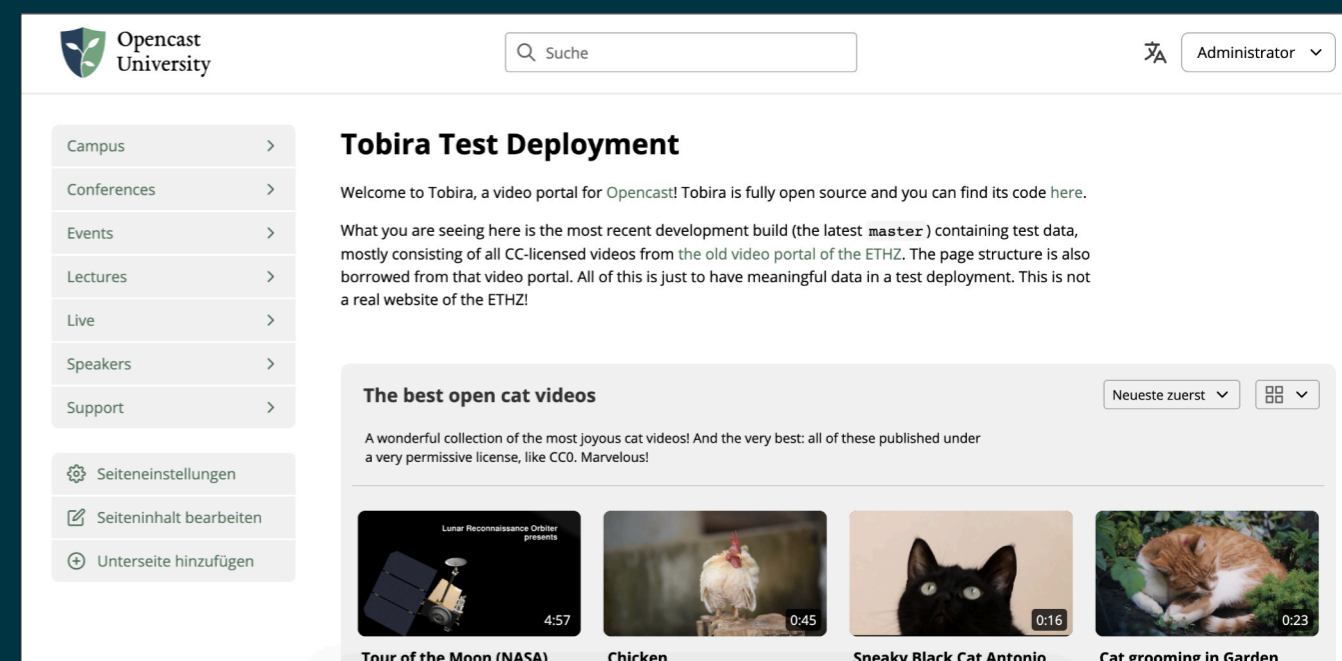 Opencast
University
Suche
Administrator
Campus
Conferences
Events
Lectures
Live
Speakers
Support
Seiteneinstellungen
Seiteninhalt bearbeiten
Unterseite hinzufügen
Tobira Test Deployment
Welcome to Tobira, a video portal for Opencast! Tobira is fully open source and you can find its code here.
What you are seeing here is the most recent development build (the latest master) containing test data,
mostly consisting of all CC-licensed videos from the old video portal of the ETHZ. The page structure is also
borrowed from that video portal. All of this is just to have meaningful data in a test deployment. This is not
a real website of the ETHZ!
The best open cat videos
Neueste zuerst
A wonderful collection of the most joyous cat videos! And the very best: all of these published under
a very permissive license, like CC0. Marvelous!
Lunar Reconnaissance Orbiter
presents
4:57
0:45
0:16
0:23
Tour of the Moon (NASA)
Chicken
Sneaky Black Cat Antonio
Cat grooming in Garden